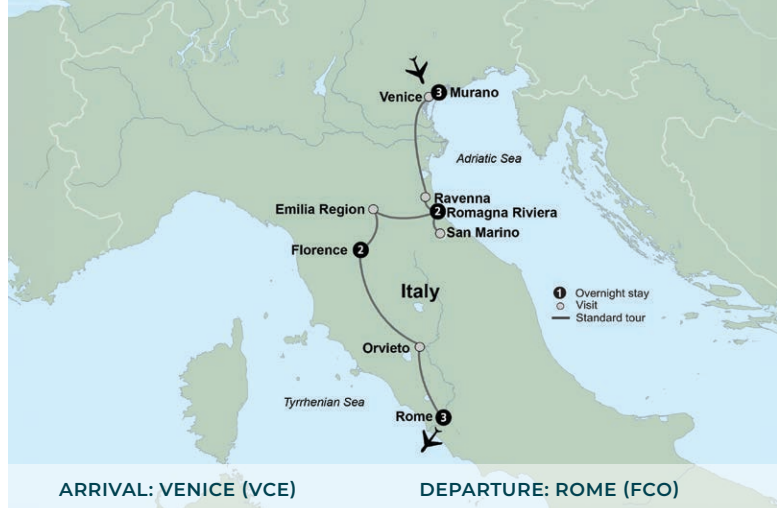 3 Murano
Venice
Adriatic Sea
Ravenna
Emilia Region
2 Romagna Riviera
San Marino
Florence 2
Italy
1 Overnight stay
Visit
Standard tour
Orvieto
Tyrrhenian Sea
Rome 3
ARRIVAL: VENICE (VCE)
DEPARTURE: ROME (FCO)